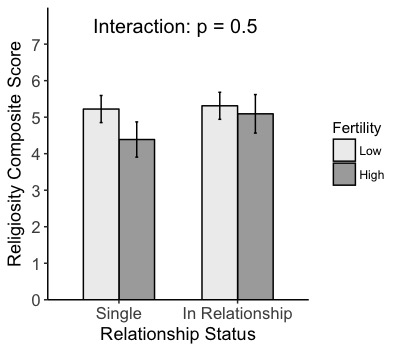 Interaction: p = 0.5
Religiosity Composite Score
7
6
5
4
3
2
1
0
Single
In Relationship
Relationship Status
Fertility
Low
High